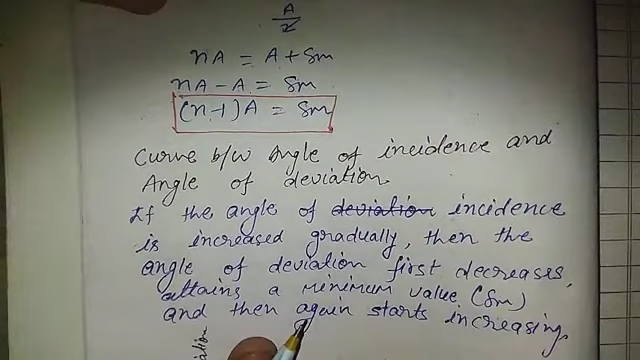 A
2
nA = A + δm
nA - A = δm
(n-1)A = δm
Curve b/w Angle of incidence and
Angle of deviation
If the angle of deviation incidence
is increased gradually, then the
angle of deviation first decreases,
attains a minimum value (δm)
and then again starts increasing.